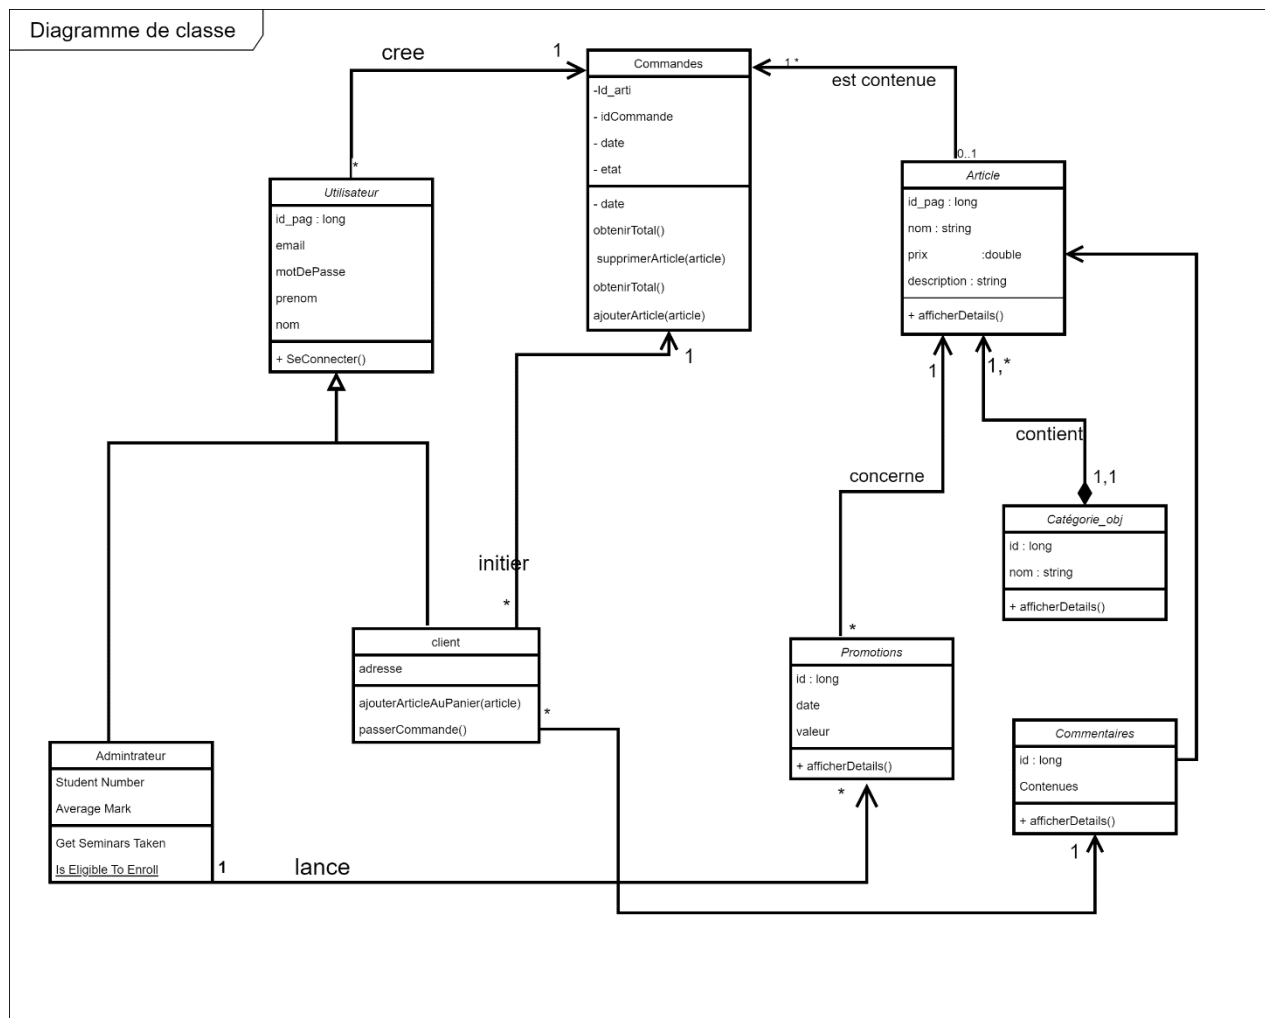 Diagramme de classe
cree
1
*
Commandes
-Id_arti
- idCommande
- date
- etat
- date
obtenirTotal()
supprimerArticle(article)
obtenirTotal()
ajouterArticle(article)
1.*
est contenue
0..1
Utilisateur
id_pag : long
email
motDePasse
prenom
nom
+ SeConnecter()
Article
id_pag : long
nom : string
prix :double
description : string
+ afficherDetails()
1
1
1,*
contient
1,1
concerne
*
Catégorie_obj
id : long
nom : string
+ afficherDetails()
initier
*
client
adresse
ajouterArticleAuPanier(article)
passerCommande()
*
Promotions
id : long
date
valeur
+ afficherDetails()
*
Commentaires
id : long
Contenues
+ afficherDetails()
1
Admintrateur
Student Number
Average Mark
Get Seminars Taken
Is Eligible To Enroll
1
lance